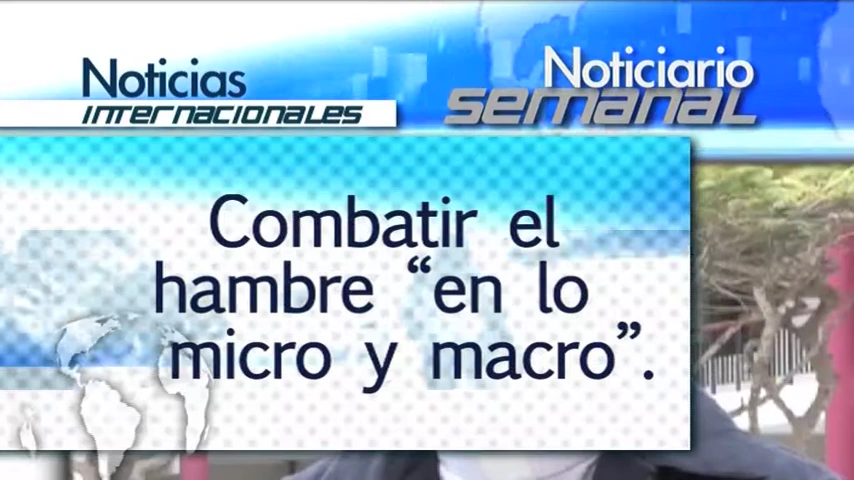 Noticias
internacionales
Noticiario
semanal
Combatir el
hambre “en lo
micro y macro”.